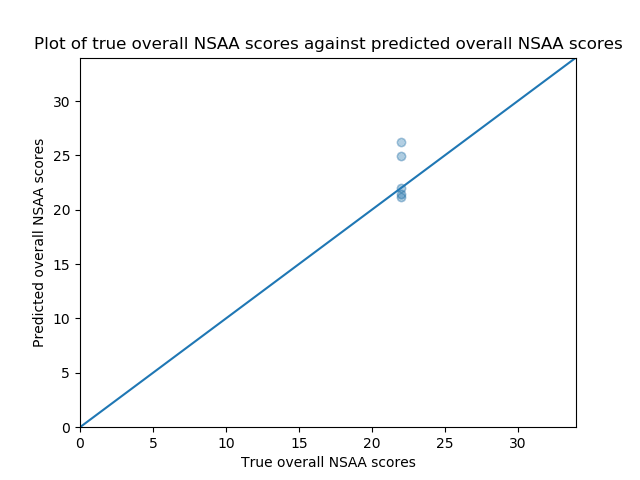 Plot of true overall NSAA scores against predicted overall NSAA scores
30
25
20
15
10
5
0
Predicted overall NSAA scores
0 5 10 15 20 25 30
True overall NSAA scores